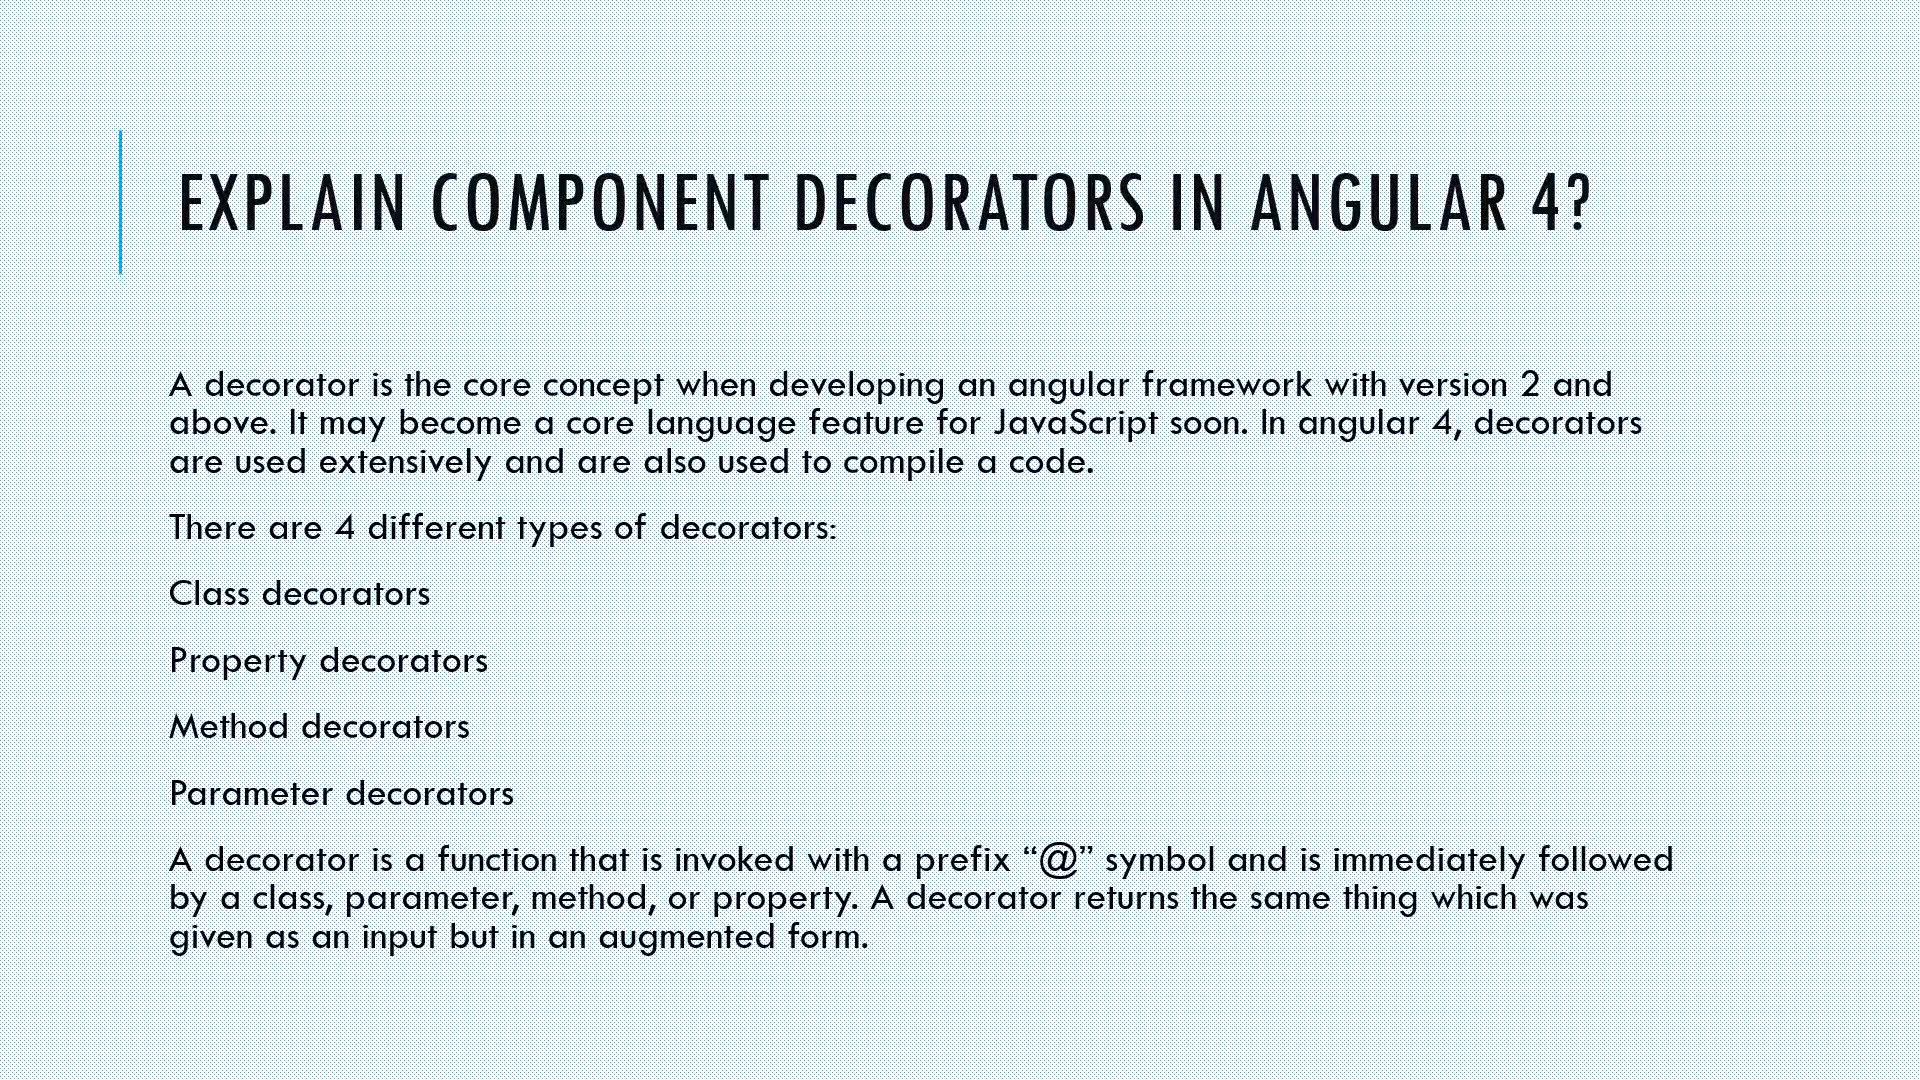 EXPLAIN COMPONENT DECORATORS IN ANGULAR 4?
A decorator is the core concept when developing an angular framework with version 2 and
above. It may become a core language feature for JavaScript soon. In angular 4, decorators
are used extensively and are also used to compile a code.
There are 4 different types of decorators:
Class decorators
Property decorators
Method decorators
Parameter decorators
A decorator is a function that is invoked with a prefix “@” symbol and is immediately followed
by a class, parameter, method, or property. A decorator returns the same thing which was
given as an input but in an augmented form.